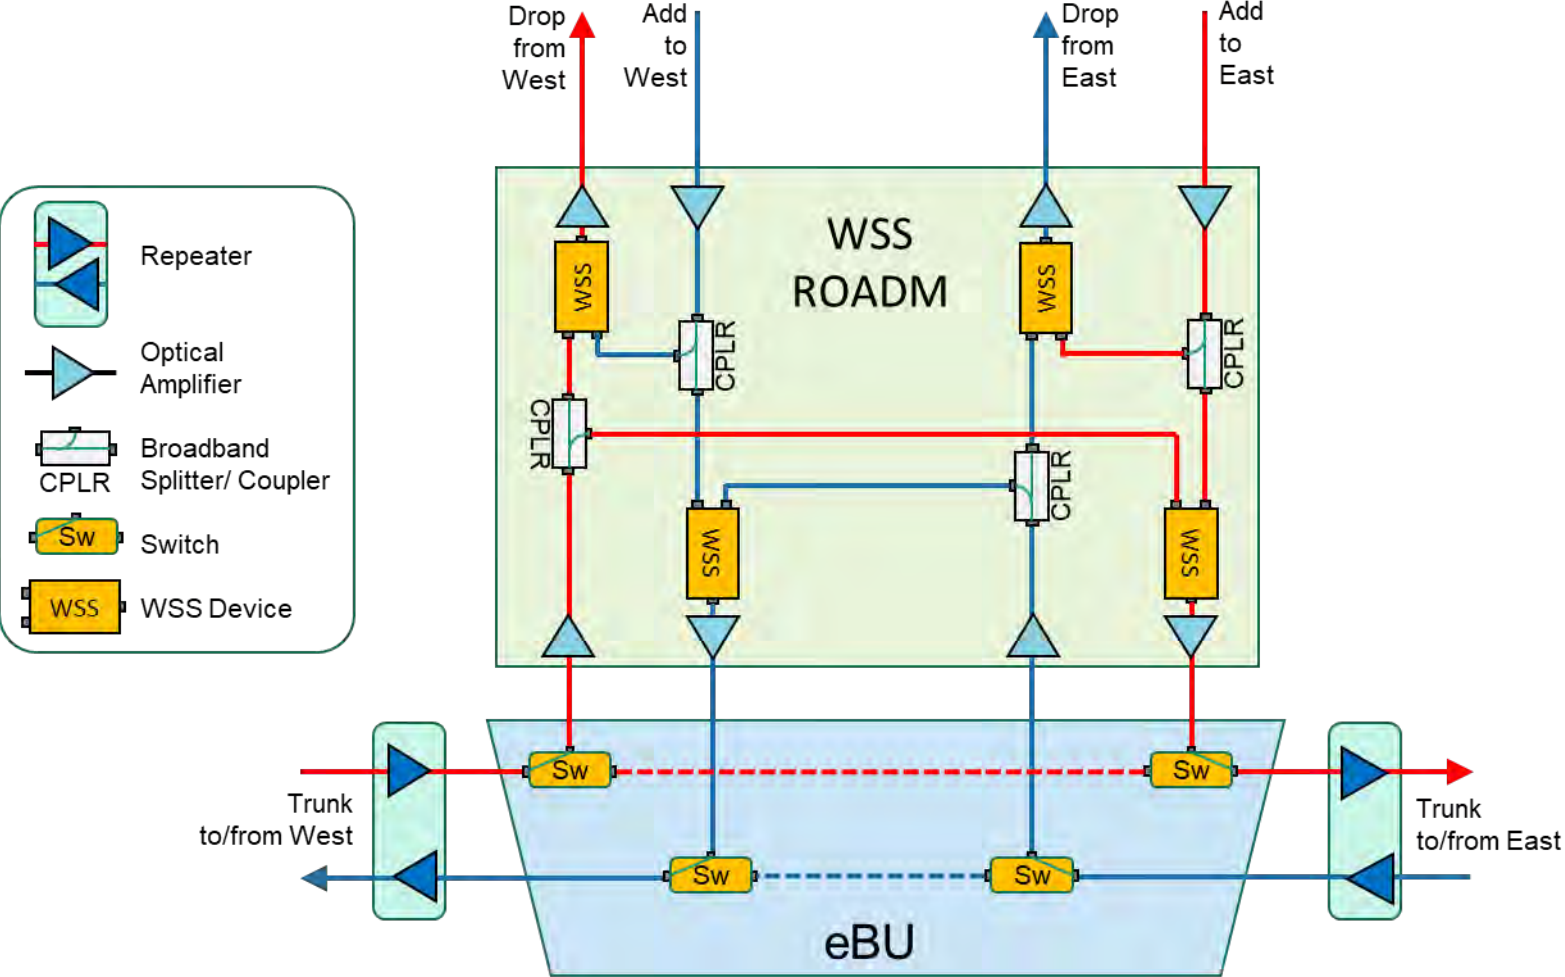 Drop
from
West
Add
to
West
Drop
from
East
Add
to
East
WSS
ROADM
WSS
CPLR
WSS
CPLR
CPLR
CPLR
WSS
WSS
Repeater
Optical
Amplifier
CPLR
Broadband
Splitter/ Coupler
Sw
Switch
WSS
WSS Device
Sw
Sw
Trunk
to/from West
Trunk
to/from East
Sw
Sw
eBU